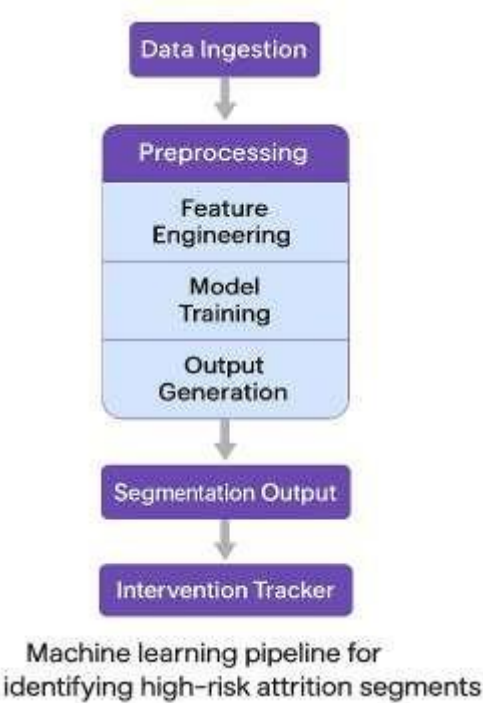 Data Ingestion
Preprocessing
Feature
Engineering
Model
Training
Output
Generation
Segmentation Output
Intervention Tracker
Machine learning pipeline for
identifying high-risk attrition segments